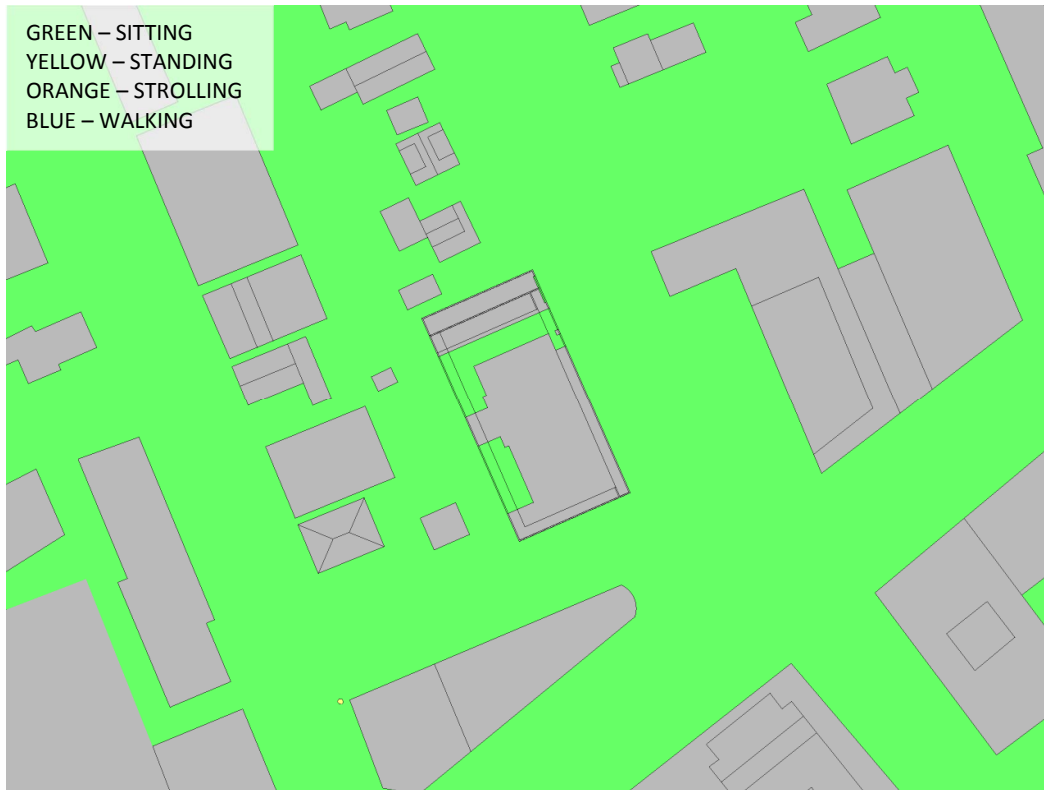 GREEN – SITTING
YELLOW – STANDING
ORANGE – STROLLING
BLUE – WALKING